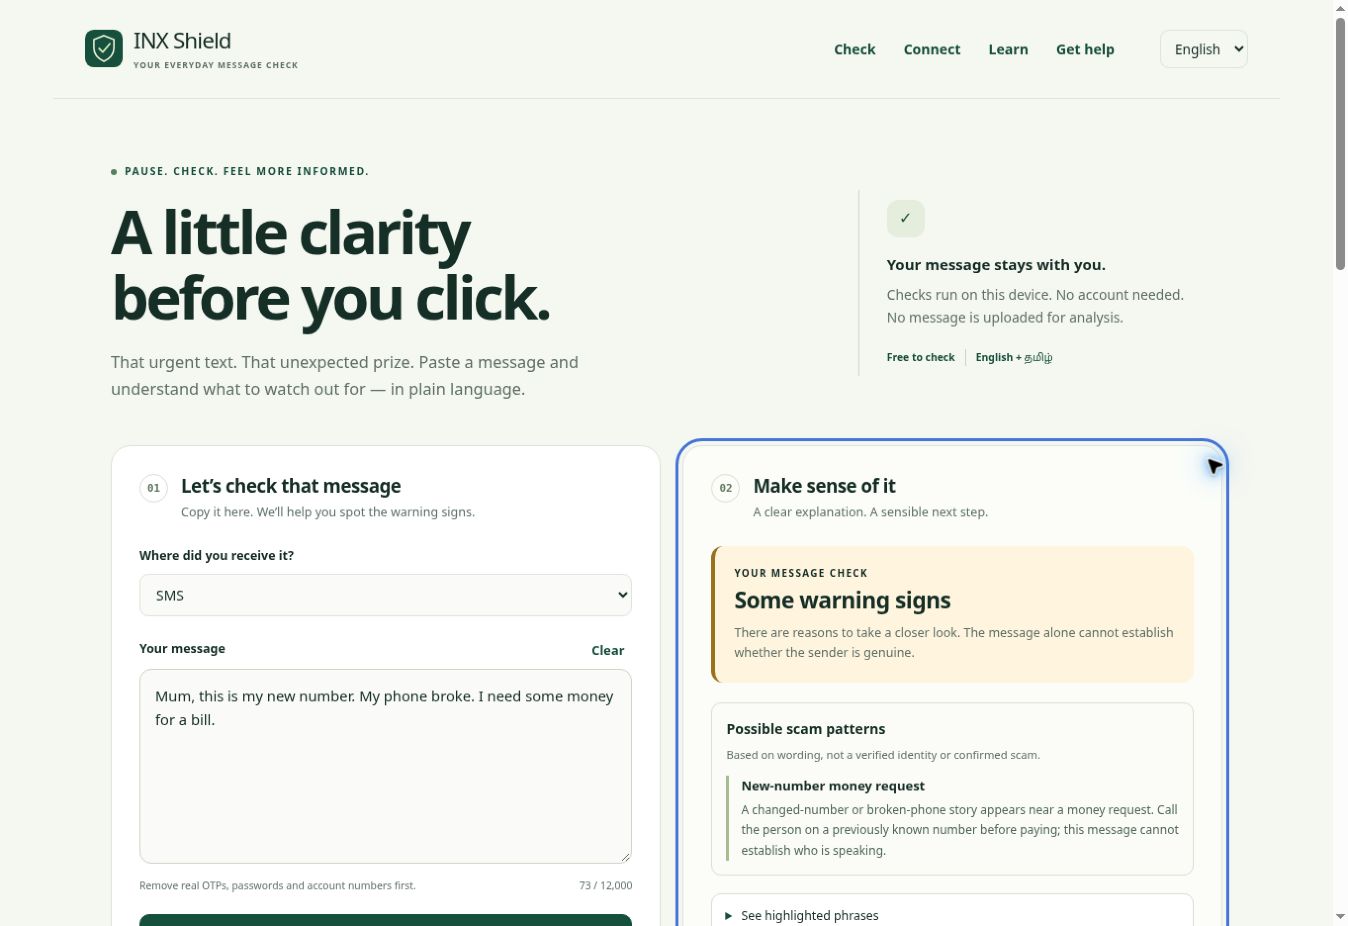 INX Shield
YOUR EVERYDAY MESSAGE CHECK
Check
Connect
Learn
Get help
English
PAUSE. CHECK. FEEL MORE INFORMED.
A little clarity
before you click.
That urgent text. That unexpected prize. Paste a message and
understand what to watch out for — in plain language.
✓
Your message stays with you.
Checks run on this device. No account needed.
No message is uploaded for analysis.
Free to check
English + தமிழ்
01
Let’s check that message
Copy it here. We’ll help you spot the warning signs.
Where did you receive it?
SMS
Your message
Clear
Mum, this is my new number. My phone broke. I need some money
for a bill.
Remove real OTPs, passwords and account numbers first.
73 / 12,000
02
Make sense of it
A clear explanation. A sensible next step.
YOUR MESSAGE CHECK
Some warning signs
There are reasons to take a closer look. The message alone cannot establish
whether the sender is genuine.
Possible scam patterns
Based on wording, not a verified identity or confirmed scam.
New-number money request
A changed-number or broken-phone story appears near a money request. Call
the person on a previously known number before paying; this message cannot
establish who is speaking.
See highlighted phrases